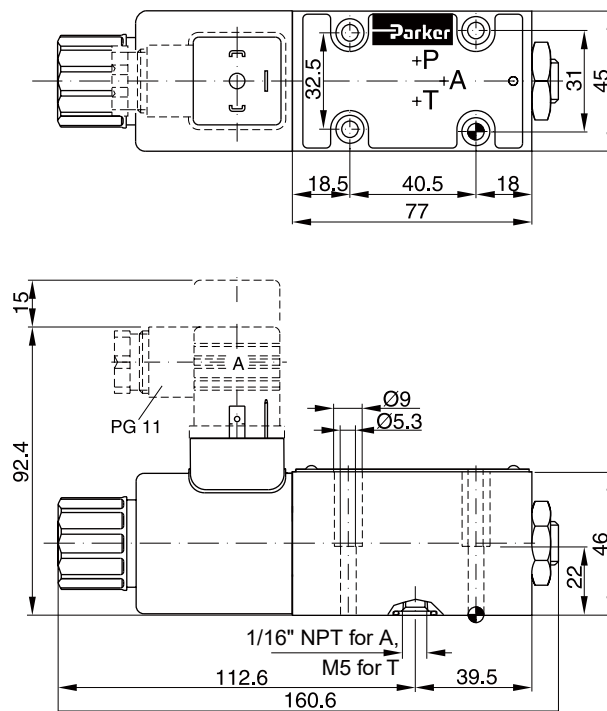 Parker
+P
+A
+T
32.5
31
45
18.5
40.5
18
77
15
A
PG 11
92.4
Ø9
Ø5.3
46
22
1/16" NPT for A,
M5 for T
112.6
39.5
160.6